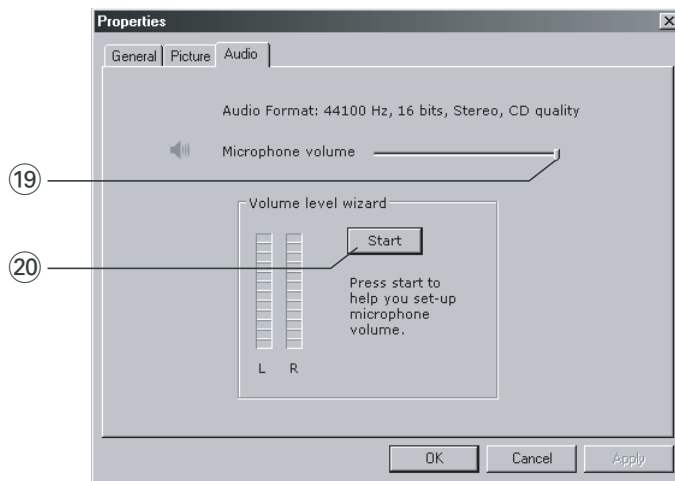 Properties
General Picture Audio
Audio Format: 44100 Hz, 16 bits, Stereo, CD quality
Microphone volume
19
Volume level wizard
Start
20
Press start to
help you set-up
microphone
volume.
L R
OK Cancel Apply